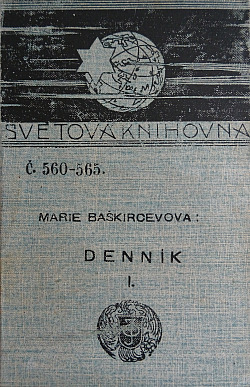 SVĚTOVÁ KNIHOVNA
Č. 560-565.
MARIE BAŠKIRCEVOVA:
DENNÍK
I.